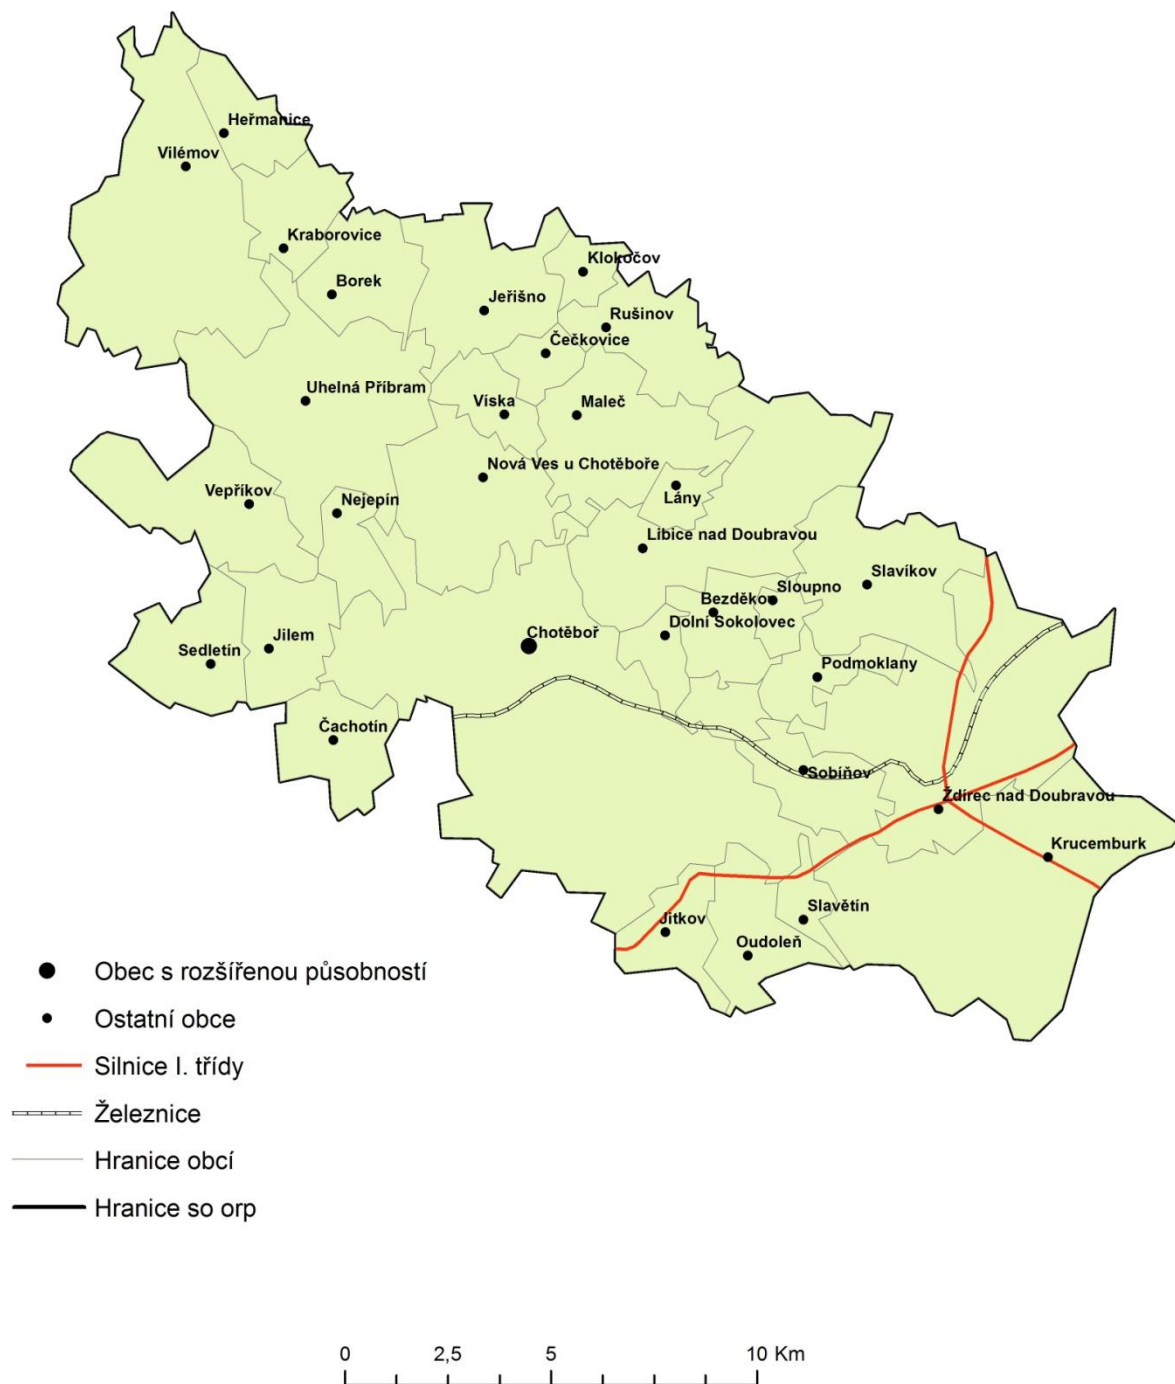 Heřmanice
Vilémov
Kraborovice
Klokočov
Borek
Jeřišno
Rušinov
Čečkovice
Uhelná Příbram
Víska
Maleč
Nová Ves u Chotěboře
Vepříkov
Nejepín
Lány
Libice nad Doubravou
Slavíkov
Sloupno
Bezděkov
Dolní Sokolovec
Chotěboř
Jilem
Sedletín
Podmoklany
Čachotín
Sobíňov
Ždírec nad Doubravou
Krucemburk
Slavětín
Jitkov
Oudoleň
Obec s rozšířenou působností
Ostatní obce
Silnice I. třídy
Železnice
Hranice obcí
Hranice so orp
0 2,5 5 10 Km